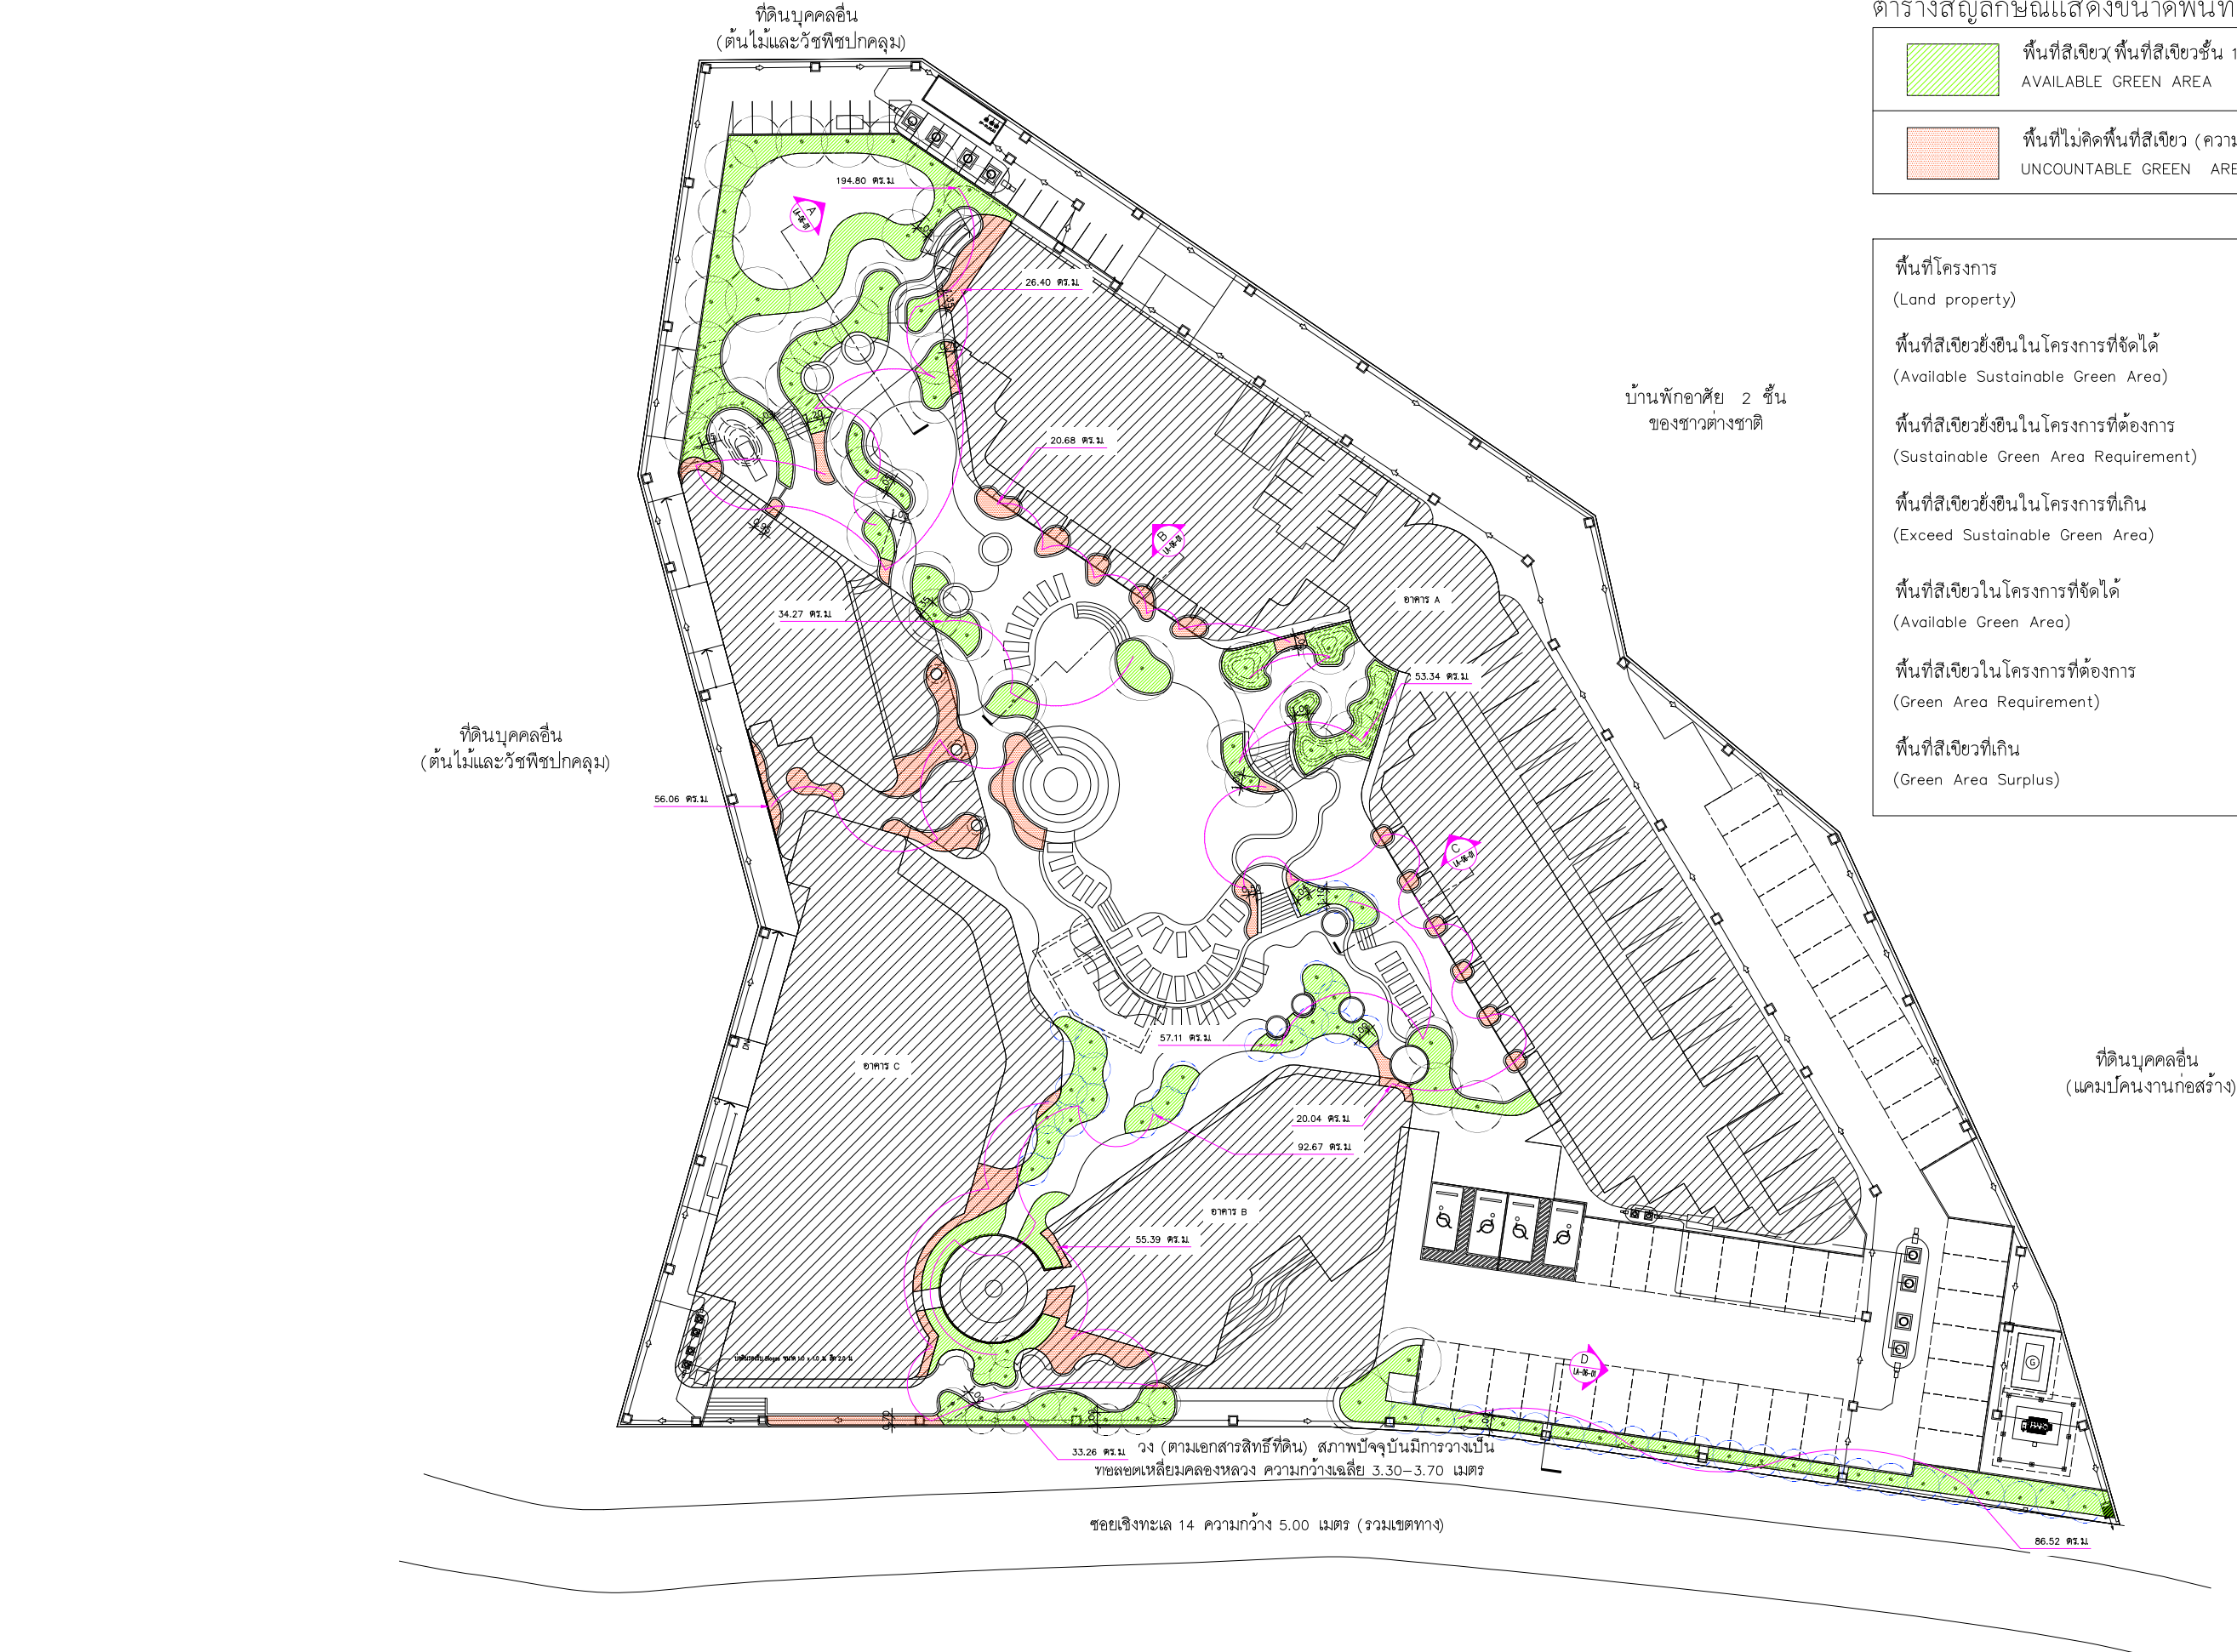 ที่ดินบุคคลอื่น
(ต้นไม้และวัชพืชปกคลุม)
ตารางสัญลักษณ์แสดงขนาดพื้นที่
พื้นที่สีเขียว(พื้นที่สีเขียวชั้น 1
AVAILABLE GREEN AREA
พื้นที่ไม่คิดพื้นที่สีเขียว (ความ
UNCOUNTABLE GREEN ARE
พื้นที่โครงการ
(Land property)
พื้นที่สีเขียวยั่งยืนในโครงการที่จัดได้
(Available Sustainable Green Area)
พื้นที่สีเขียวยั่งยืนในโครงการที่ต้องการ
(Sustainable Green Area Requirement)
พื้นที่สีเขียวยั่งยืนในโครงการที่เกิน
(Exceed Sustainable Green Area)
พื้นที่สีเขียวในโครงการที่จัดได้
(Available Green Area)
พื้นที่สีเขียวในโครงการที่ต้องการ
(Green Area Requirement)
พื้นที่สีเขียวที่เกิน
(Green Area Surplus)
194.80 ตร.ม.
A
LA-06-01
26.40 ตร.ม.
บ้านพักอาศัย 2 ชั้น
ของชาวต่างชาติ
1.20
20.68 ตร.ม.
B
LA-06-01
อาคาร A
34.27 ตร.ม.
53.34 ตร.ม.
ที่ดินบุคคลอื่น
(ต้นไม้และวัชพืชปกคลุม)
56.06 ตร.ม.
C
LA-06-01
0.50
1.10
57.11 ตร.ม.
อาคาร C
ที่ดินบุคคลอื่น
(แคมป์คนงานก่อสร้าง)
20.04 ตร.ม.
92.67 ตร.ม.
อาคาร B
55.39 ตร.ม.
D
LA-06-01
G
0.70
33.26 ตร.ม.
วง (ตามเอกสารสิทธิ์ที่ดิน) สภาพปัจจุบันมีการวางเป็น
ท่อลอดเหลี่ยมคลองหลวง ความกว้างเฉลี่ย 3.30-3.70 เมตร
ซอยเชิงทะเล 14 ความกว้าง 5.00 เมตร (รวมเขตทาง)
86.52 ตร.ม.